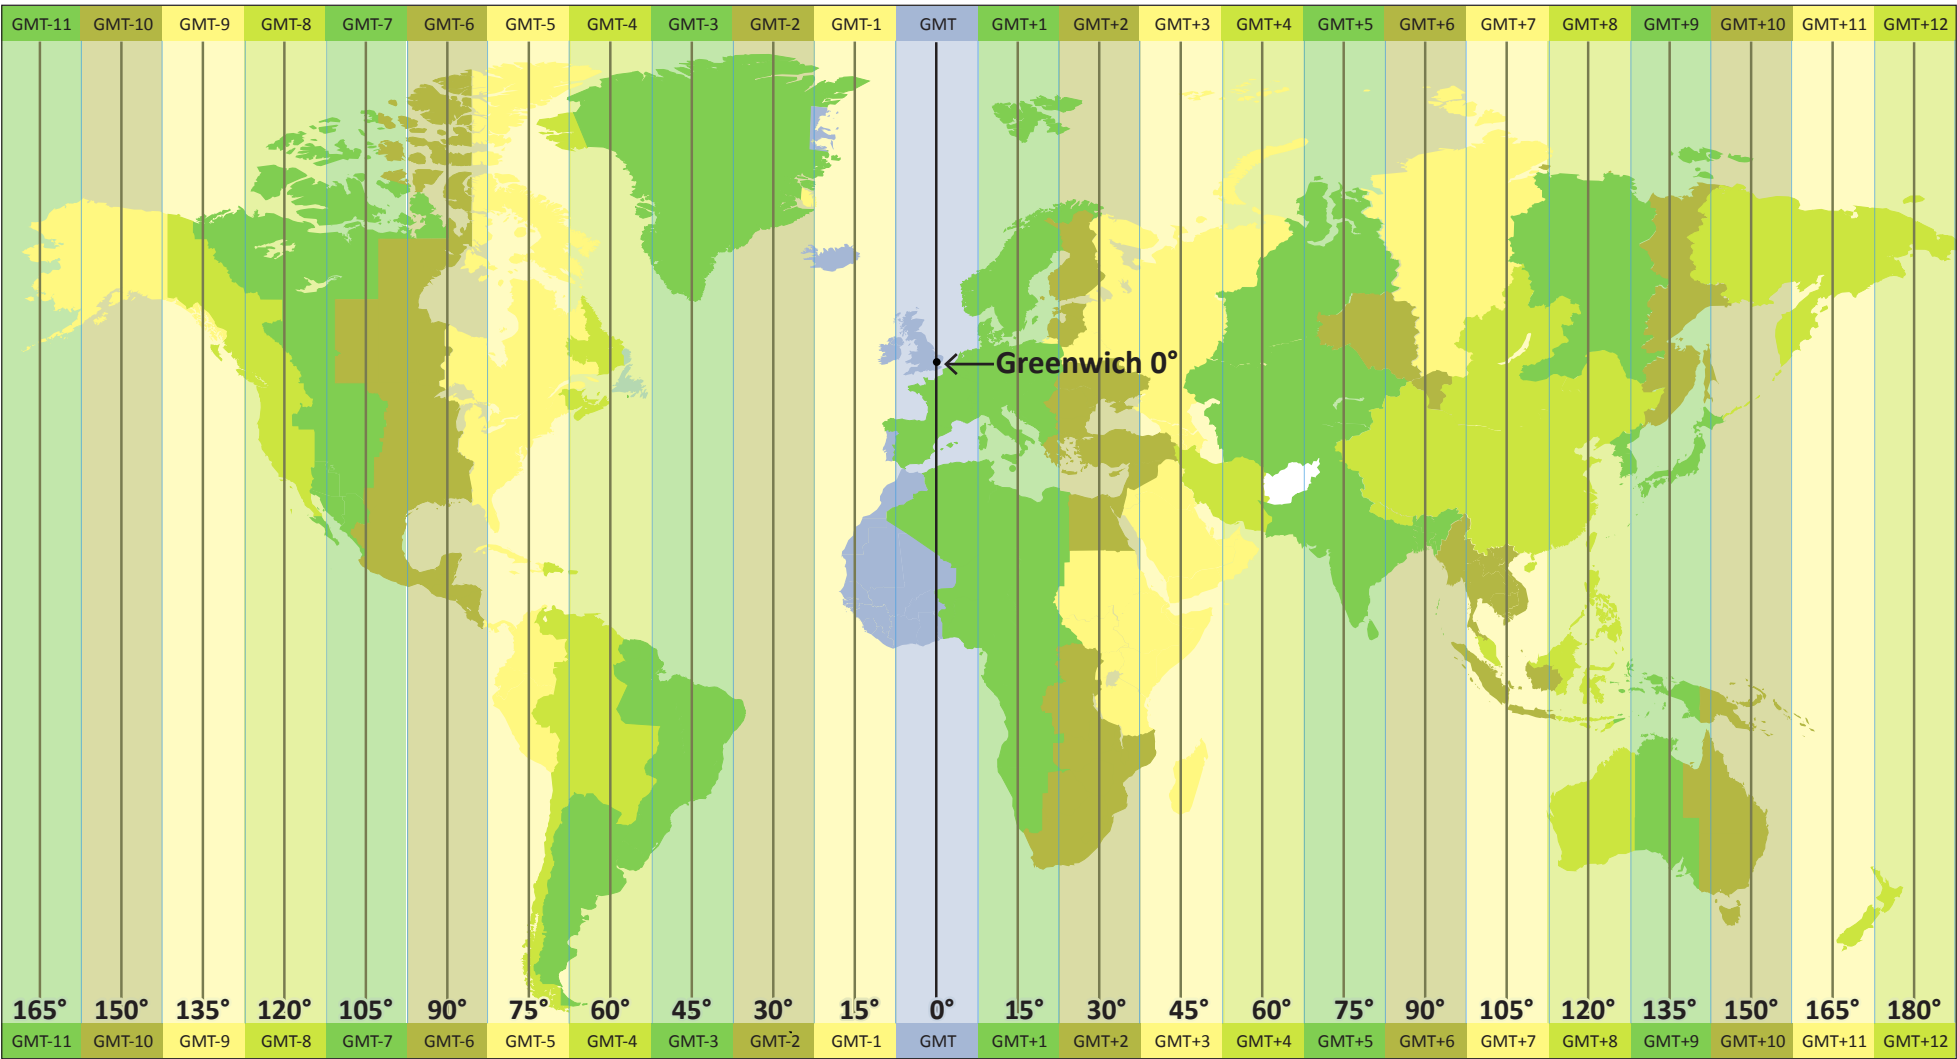 GMT-11 GMT-10 GMT-9 GMT-8 GMT-7 GMT-6 GMT-5 GMT-4 GMT-3 GMT-2 GMT-1 GMT GMT+1 GMT+2 GMT+3 GMT+4 GMT+5 GMT+6 GMT+7 GMT+8 GMT+9 GMT+10 GMT+11 GMT+12
Greenwich 0°
165° 150° 135° 120° 105° 90° 75° 60° 45° 30° 15° 0° 15° 30° 45° 60° 75° 90° 105° 120° 135° 150° 165° 180°
GMT-11 GMT-10 GMT-9 GMT-8 GMT-7 GMT-6 GMT-5 GMT-4 GMT-3 GMT-2 GMT-1 GMT GMT+1 GMT+2 GMT+3 GMT+4 GMT+5 GMT+6 GMT+7 GMT+8 GMT+9 GMT+10 GMT+11 GMT+12